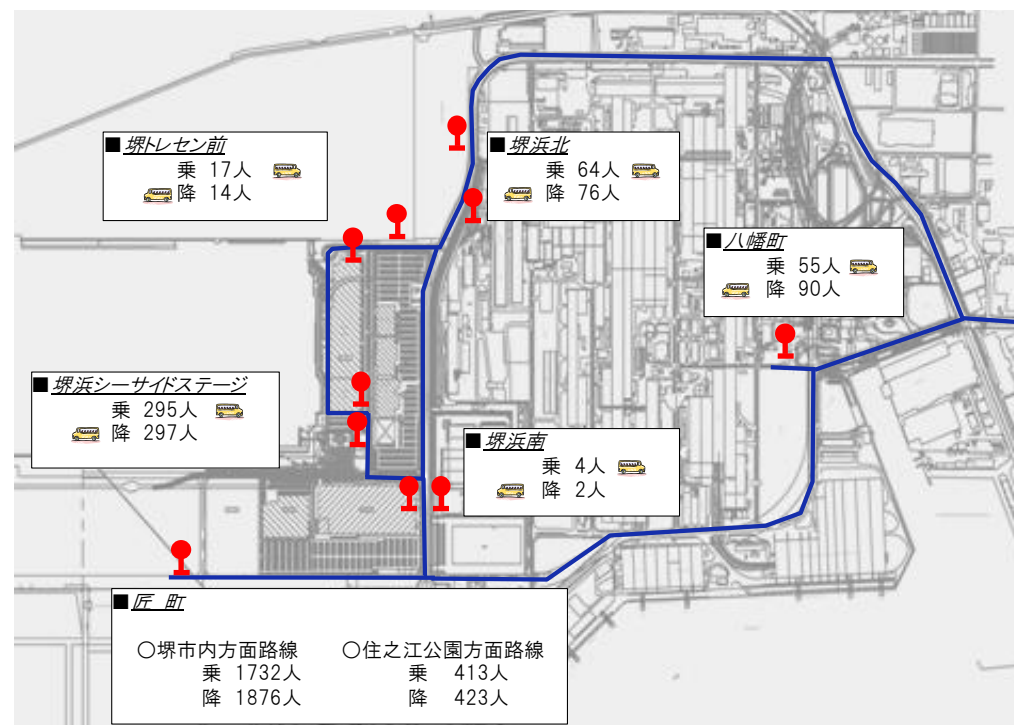 ■堺トレセン前
乗 17人
降 14人
■堺浜北
乗 64人
降 76人
■八幡町
乗 55人
降 90人
■堺浜シーサイドステージ
乗 295人
降 297人
■堺浜南
乗 4人
降 2人
■匠 町
○堺市内方面路線 ○住之江公園方面路線
乗 1732人 乗 413人
降 1876人 降 423人